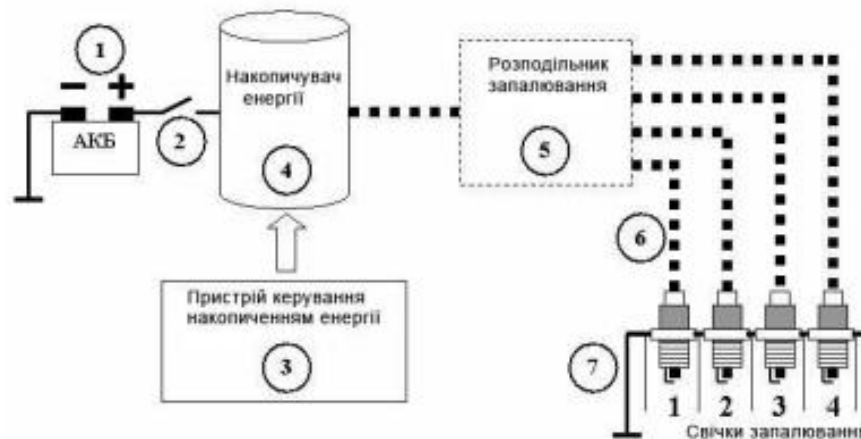 1
− +
АКБ
2
Накопичувач
енергії
4
Розподільник
запалювання
5
6
Пристрій керування
накопиченням енергії
3
7
1 2 3 4
Свічки запалювання